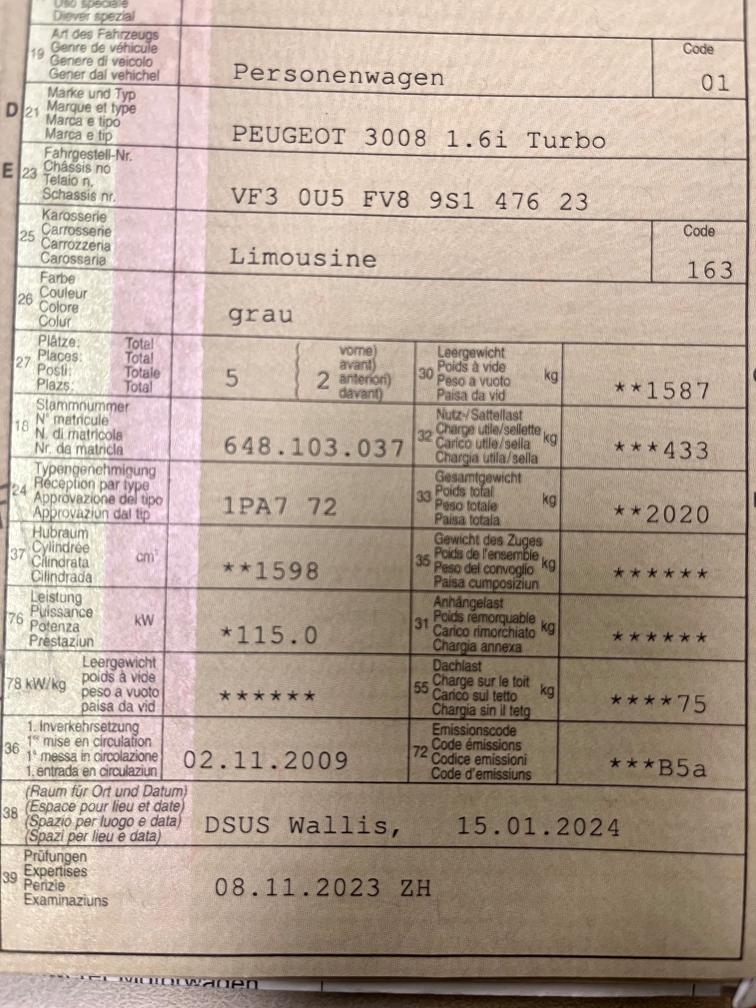 Uso speciale
Diever spezial
19 Art des Fahrzeugs
Genre de véhicule
Genere di veicolo
Gener dal vehichel
Personenwagen
Code
01
D 21 Marke und Typ
Marque et type
Marca e tipo
Marca e tip
PEUGEOT 3008 1.6i Turbo
E 23 Fahrgestell-Nr.
Châssis no
Telaio n.
Schassis nr.
VF3 0U5 FV8 9S1 476 23
25 Karosserie
Carrosserie
Carrozzeria
Carossaria
Limousine
Code
163
26 Farbe
Couleur
Colore
Colur
grau
27 Plätze: Total
Places: Total
Posti: Totale
Plazs: Total
5
2
vorne)
avant)
anteriori)
davant)
30 Leergewicht
Poids à vide
Peso a vuoto
Paisa da vid
kg
**1587
18 Stammnummer
N° matricule
N. di matricola
Nr. da matricla
648.103.037
32 Nutz-/Sattellast
Charge utile/sellette
Carico utile/sella
Chargia utila/sella
kg
***433
24 Typengenehmigung
Réception par type
Approvazione del tipo
Approvaziun dal tip
1PA7 72
33 Gesamtgewicht
Poids total
Peso totale
Paisa totala
kg
**2020
37 Hubraum
Cylindrée
Cilindrata
Cilindrada
cm³
**1598
35 Gewicht des Zuges
Poids de l'ensemble
Peso del convoglio
Paisa cumposiziun
kg
******
76 Leistung
Puissance
Potenza
Prestaziun
kW
*115.0
31 Anhängelast
Poids remorquable
Carico rimorchiato
Chargia annexa
kg
******
78 kW/kg
Leergewicht
poids à vide
peso a vuoto
paisa da vid
******
55 Dachlast
Charge sur le toit
Carico sul tetto
Chargia sin il tetg
kg
****75
36 1. Inverkehrsetzung
1re mise en circulation
1a messa in circolazione
1. entrada en circulaziun
02.11.2009
72 Emissionscode
Code émissions
Codice emissioni
Code d'emissiuns
***B5a
38 (Raum für Ort und Datum)
(Espace pour lieu et date)
(Spazio per luogo e data)
(Spazi per lieu e data)
DSUS Wallis, 15.01.2024
39 Prüfungen
Expertises
Perizie
Examinaziuns
08.11.2023 ZH